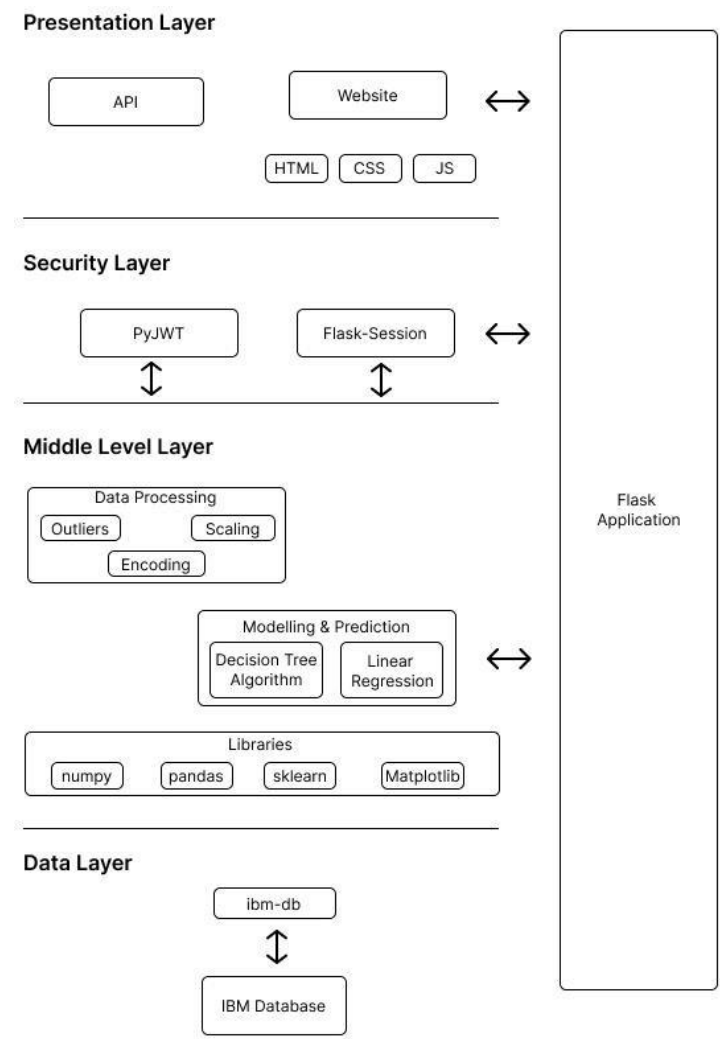 Presentation Layer
API
Website
HTML
CSS
JS
Security Layer
PyJWT
Flask-Session
Middle Level Layer
Data Processing
Outliers
Scaling
Encoding
Modelling & Prediction
Decision Tree
Algorithm
Linear
Regression
Libraries
numpy
pandas
sklearn
Matplotlib
Data Layer
ibm-db
IBM Database
Flask
Application